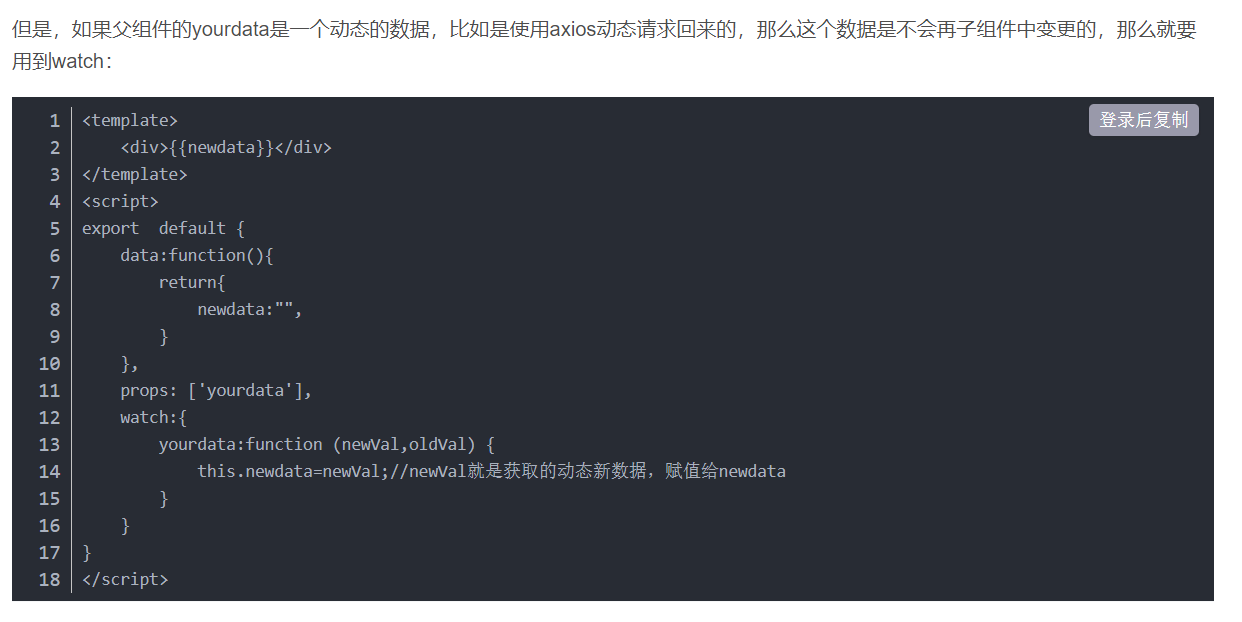 但是，如果父组件的yourdata是一个动态的数据，比如是使用axios动态请求回来的，那么这个数据是不会再子组件中变更的，那么就要
用到watch：
登录后复制
1 <template>
2     <div>{{newdata}}</div>
3 </template>
4 <script>
5 export  default {
6     data:function(){
7         return{
8             newdata:"",
9         }
10     },
11     props: ['yourdata'],
12     watch:{
13         yourdata:function (newVal,oldVal) {
14             this.newdata=newVal;//newVal就是获取的动态新数据，赋值给newdata
15         }
16     }
17 }
18 </script>